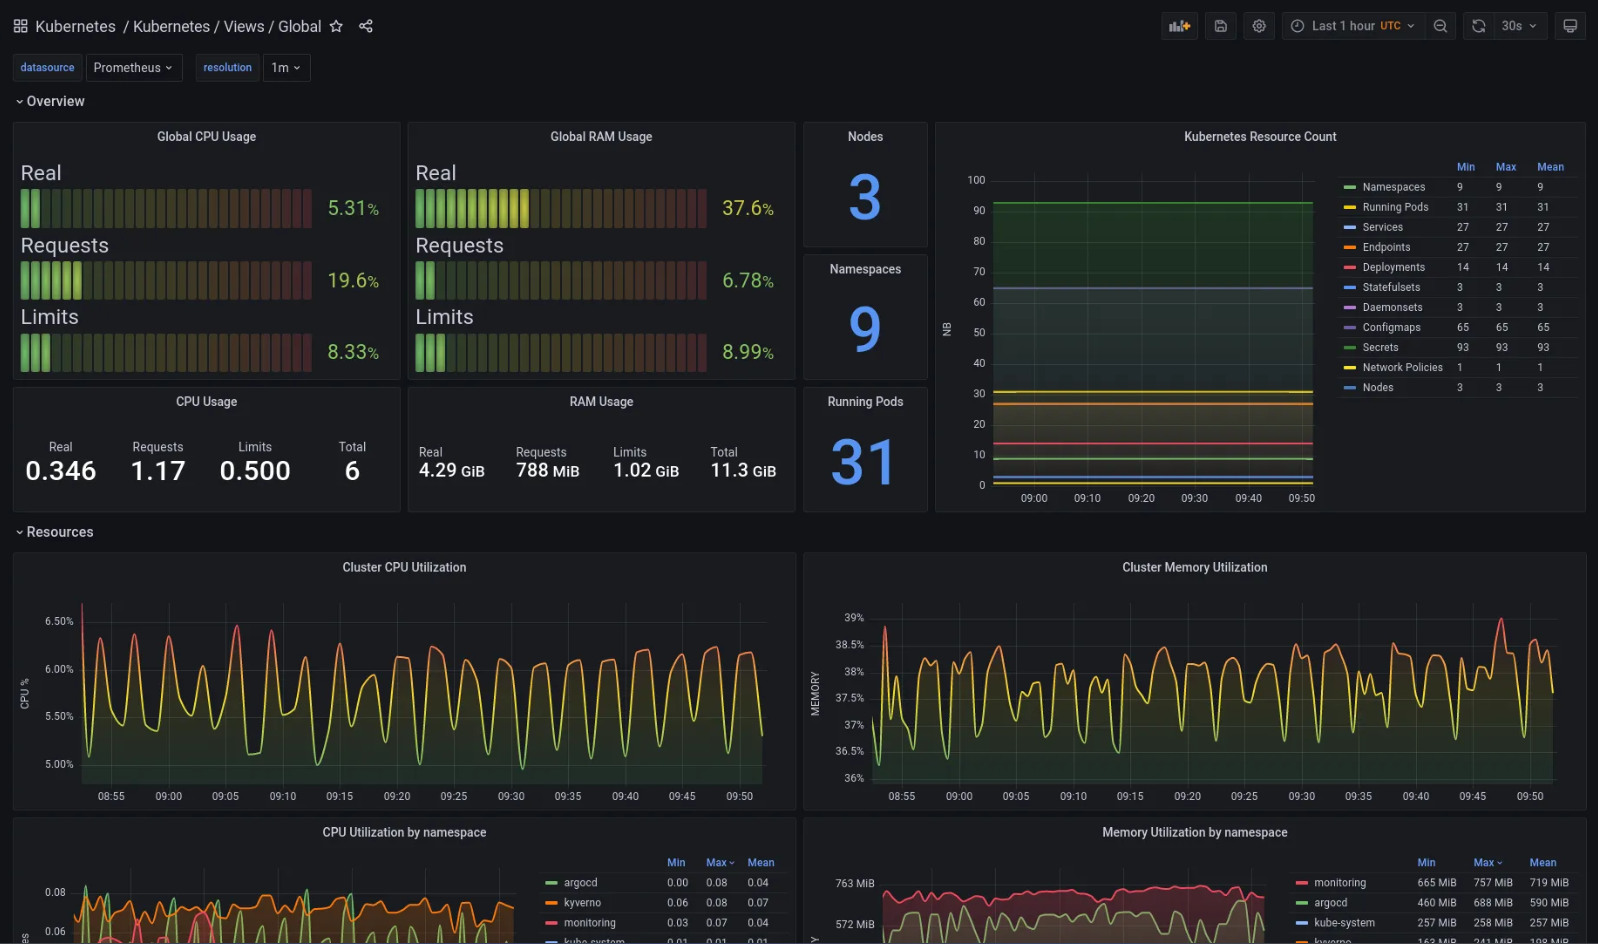 Kubernetes / Kubernetes / Views / Global
Last 1 hour UTC
30s
datasource Prometheus resolution 1m
Overview
Global CPU Usage
Real
5.31%
Requests
19.6%
Limits
8.33%
Global RAM Usage
Real
37.6%
Requests
6.78%
Limits
8.99%
Nodes
3
Namespaces
9
Running Pods
31
CPU Usage
Real Requests Limits Total
0.346 1.17 0.500 6
RAM Usage
Real Requests Limits Total
4.29 GiB 788 MiB 1.02 GiB 11.3 GiB
Kubernetes Resource Count
NB
100
90
80
70
60
50
40
30
20
10
0
09:00 09:10 09:20 09:30 09:40 09:50
Min Max Mean
Namespaces 9 9 9
Running Pods 31 31 31
Services 27 27 27
Endpoints 27 27 27
Deployments 14 14 14
Statefulsets 3 3 3
Daemonsets 3 3 3
Configmaps 65 65 65
Secrets 93 93 93
Network Policies 1 1 1
Nodes 3 3 3
Resources
Cluster CPU Utilization
CPU %
6.50%
6.00%
5.50%
5.00%
08:55 09:00 09:05 09:10 09:15 09:20 09:25 09:30 09:35 09:40 09:45 09:50
Cluster Memory Utilization
MEMORY
39%
38.5%
38%
37.5%
37%
36.5%
36%
08:55 09:00 09:05 09:10 09:15 09:20 09:25 09:30 09:35 09:40 09:45 09:50
CPU Utilization by namespace
0.08
0.06
Min Max Mean
argocd 0.00 0.08 0.04
kyverno 0.06 0.08 0.07
monitoring 0.03 0.07 0.04
kube-system 0.01 0.01 0.01
Memory Utilization by namespace
763 MiB
572 MiB
Min Max Mean
monitoring 665 MiB 757 MiB 719 MiB
argocd 460 MiB 688 MiB 590 MiB
kube-system 257 MiB 258 MiB 257 MiB
kyverno 163 MiB 241 MiB 198 MiB